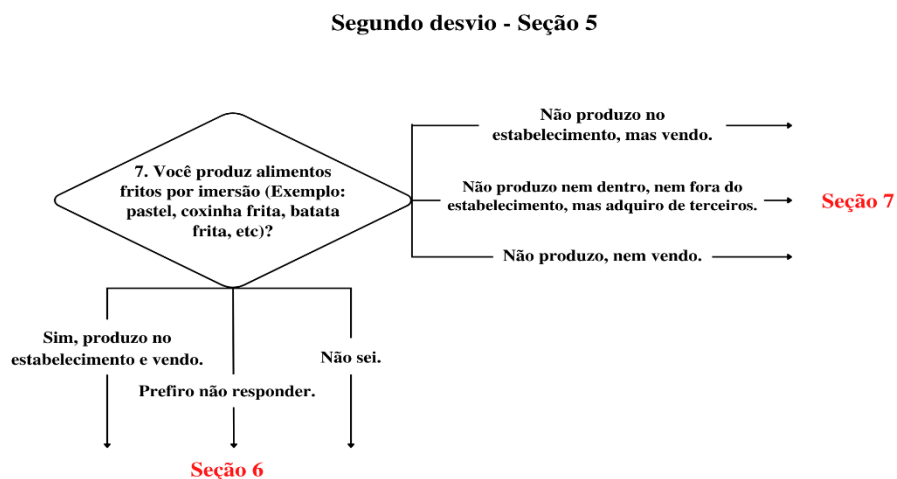 Segundo desvio - Seção 5
7. Você produz alimentos
fritos por imersão (Exemplo:
pastel, coxinha frita, batata
frita, etc)?
Não produzo no
estabelecimento, mas vendo.
Não produzo nem dentro, nem fora do
estabelecimento, mas adquiro de terceiros.
Não produzo, nem vendo.
Seção 7
Sim, produzo no
estabelecimento e vendo.
Prefiro não responder.
Não sei.
Seção 6